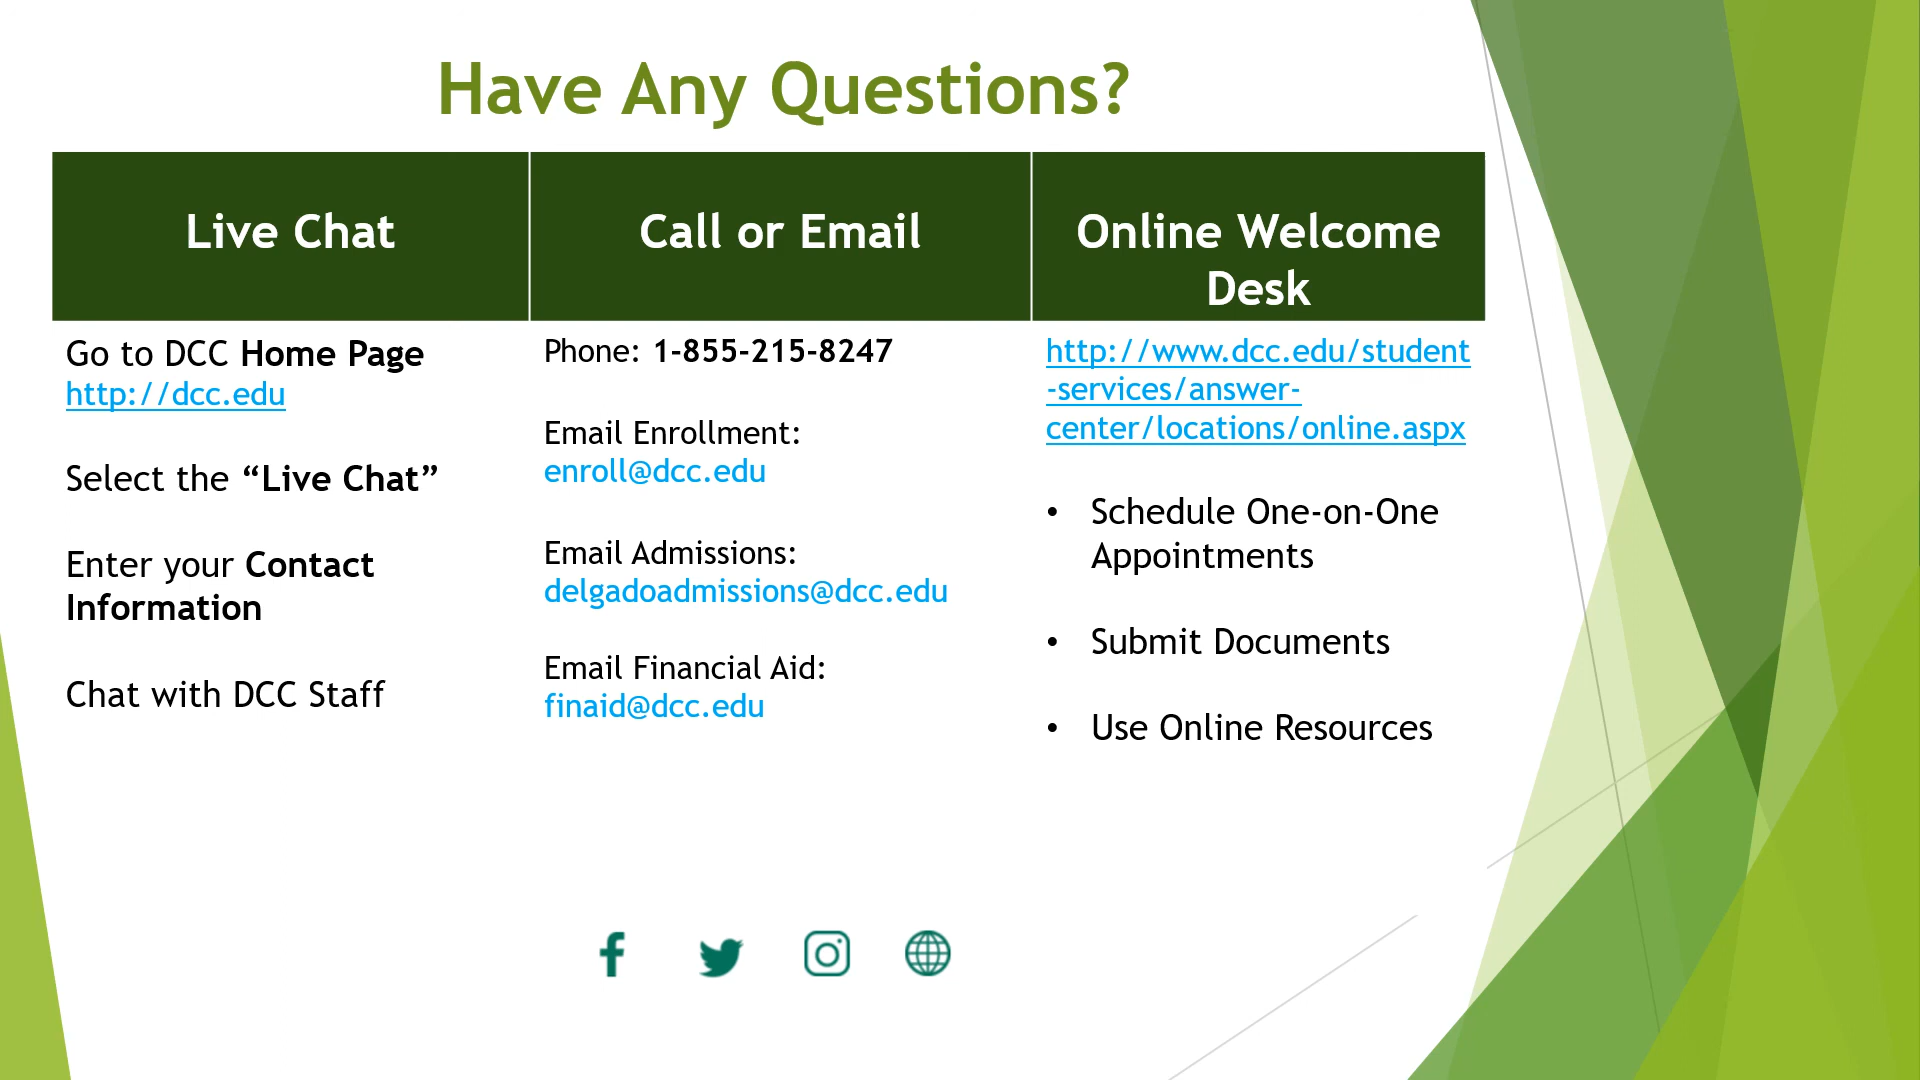 Have Any Questions?
Live Chat
Call or Email
Online Welcome
Desk
Go to DCC Home Page
http://dcc.edu
Select the “Live Chat”
Enter your Contact
Information
Chat with DCC Staff
Phone: 1-855-215-8247
Email Enrollment:
enroll@dcc.edu
Email Admissions:
delgadoadmissions@dcc.edu
Email Financial Aid:
finaid@dcc.edu
http://www.dcc.edu/student
-services/answer-
center/locations/online.aspx
• Schedule One-on-One
Appointments
• Submit Documents
• Use Online Resources